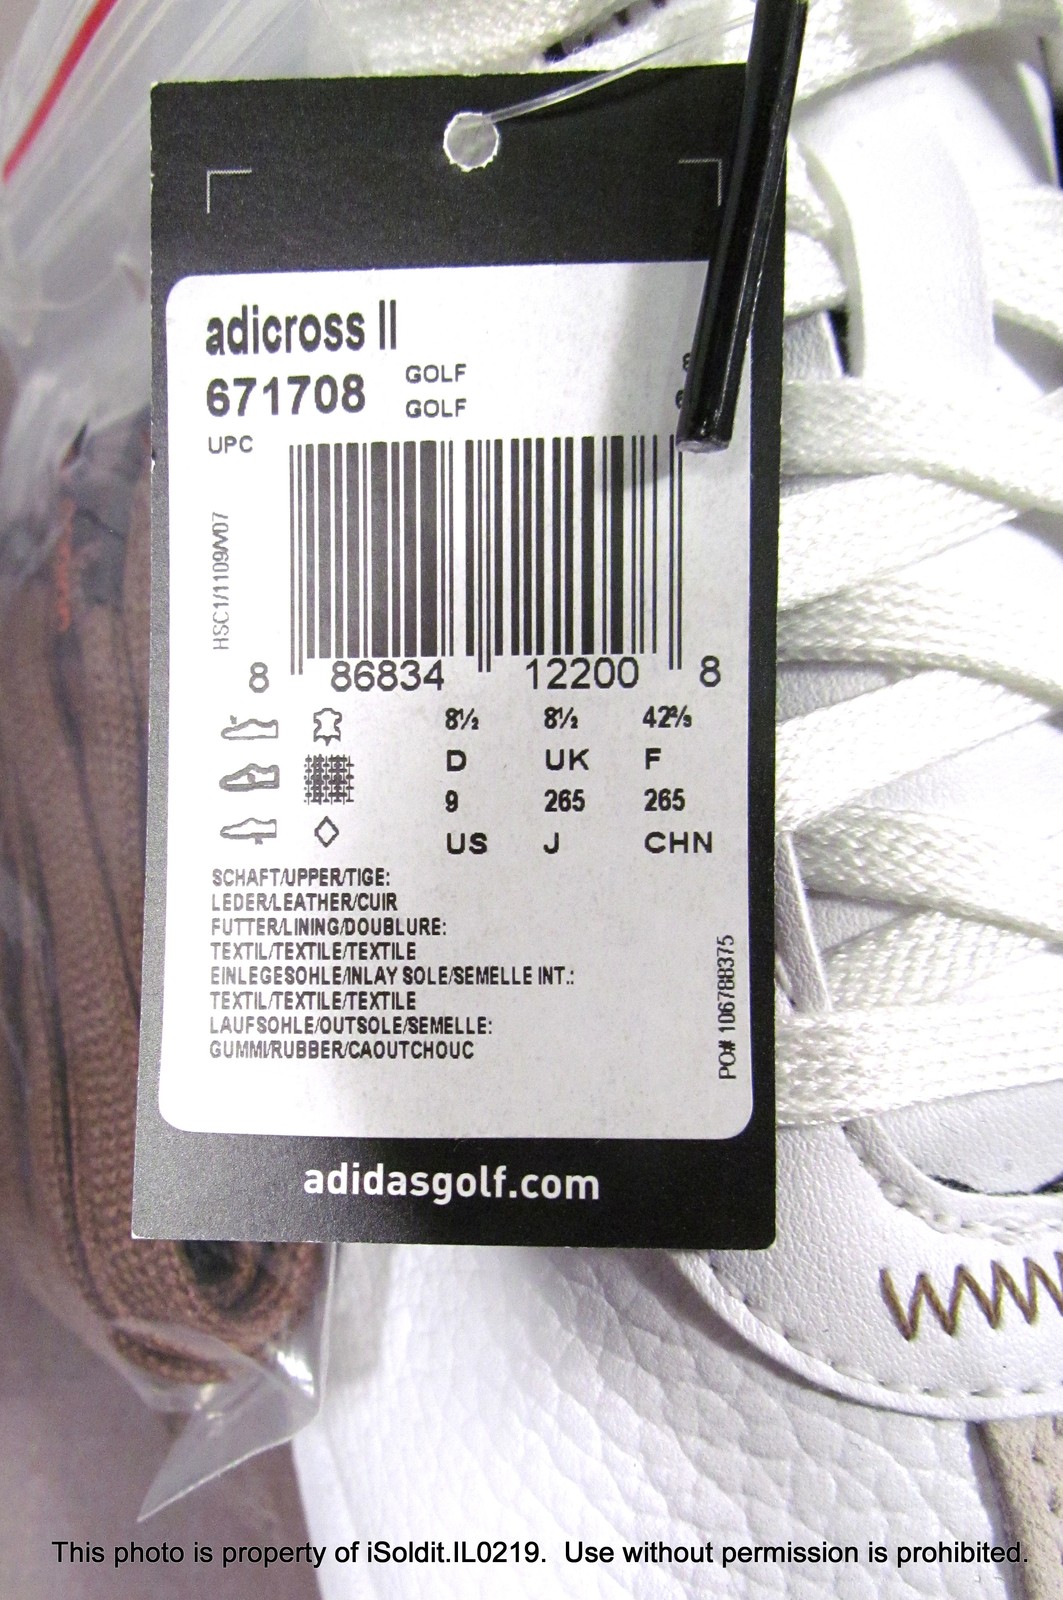 adicross II
671708
GOLF
GOLF
UPC
HSC1/1109/V07
8 86834 12200 8
8½ 8½ 42⅔
D UK F
9 265 265
US J CHN
SCHAFT/UPPER/TIGE:
LEDER/LEATHER/CUIR
FUTTER/LINING/DOUBLURE:
TEXTIL/TEXTILE/TEXTILE
EINLEGESOHLE/INLAY SOLE/SEMELLE INT.:
TEXTIL/TEXTILE/TEXTILE
LAUFSOHLE/OUTSOLE/SEMELLE:
GUMMI/RUBBER/CAOUTCHOUC
PO# 106788375
adidasgolf.com
This photo is property of iSoldit.IL0219. Use without permission is prohibited.